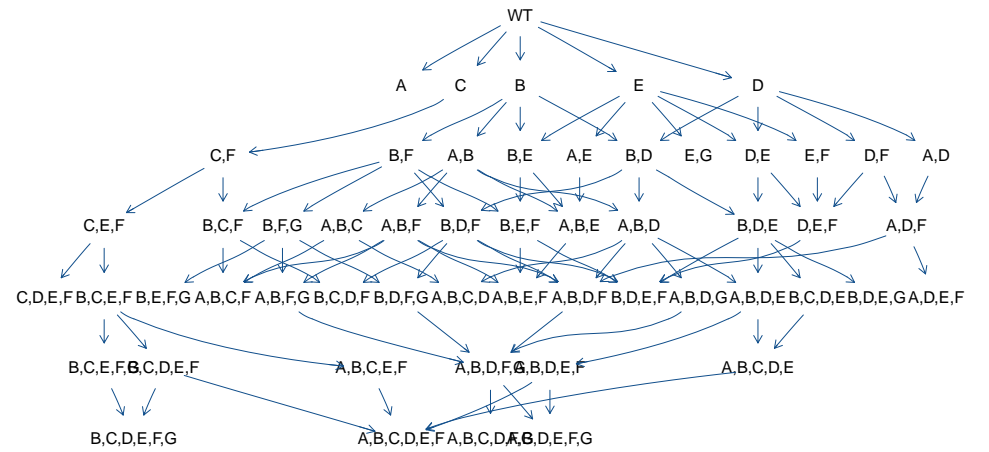 WT
A C B E D
C,F B,F A,B B,E A,E B,D E,G D,E E,F D,F A,D
C,E,F B,C,F B,F,G A,B,C A,B,F B,D,F B,E,F A,B,E A,B,D B,D,E D,E,F A,D,F
C,D,E,F B,C,E,F B,E,F,G A,B,C,F A,B,F,G B,C,D,F B,D,F,G A,B,C,D A,B,E,F A,B,D,F B,D,E,F A,B,D,G A,B,D,E B,C,D,E B,D,E,G A,D,E,F
B,C,E,F,G B,C,D,E,F A,B,C,E,F A,B,D,F,G A,B,D,E,F A,B,C,D,E
B,C,D,E,F,G A,B,C,D,E,F A,B,C,D,F,G A,B,D,E,F,G